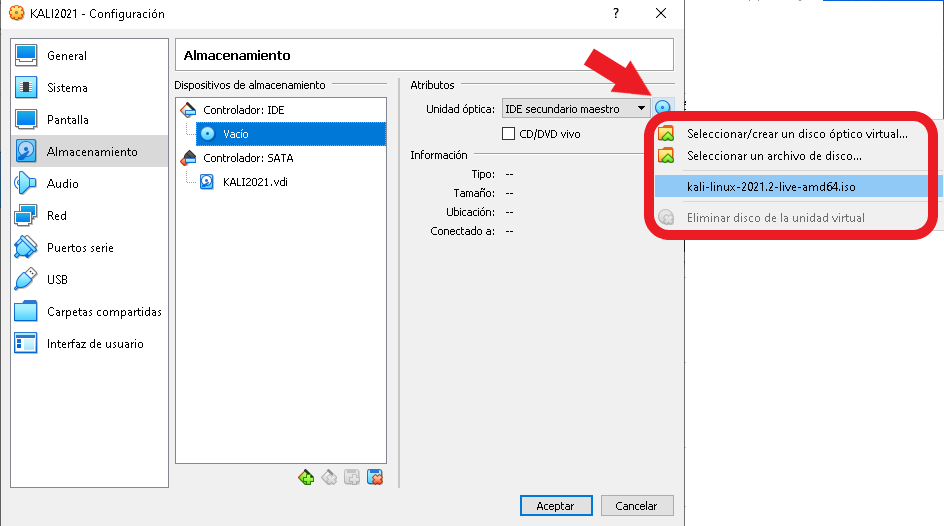 KALI2021 - Configuración
General
Sistema
Pantalla
Almacenamiento
Audio
Red
Puertos serie
USB
Carpetas compartidas
Interfaz de usuario
Almacenamiento
Dispositivos de almacenamiento
Controlador: IDE
Vacío
Controlador: SATA
KALI2021.vdi
Atributos
Unidad óptica: IDE secundario maestro
CD/DVD vivo
Información
Tipo: --
Tamaño: --
Ubicación: --
Conectado a: --
Seleccionar/crear un disco óptico virtual...
Seleccionar un archivo de disco...
kali-linux-2021.2-live-amd64.iso
Eliminar disco de la unidad virtual
Aceptar Cancelar